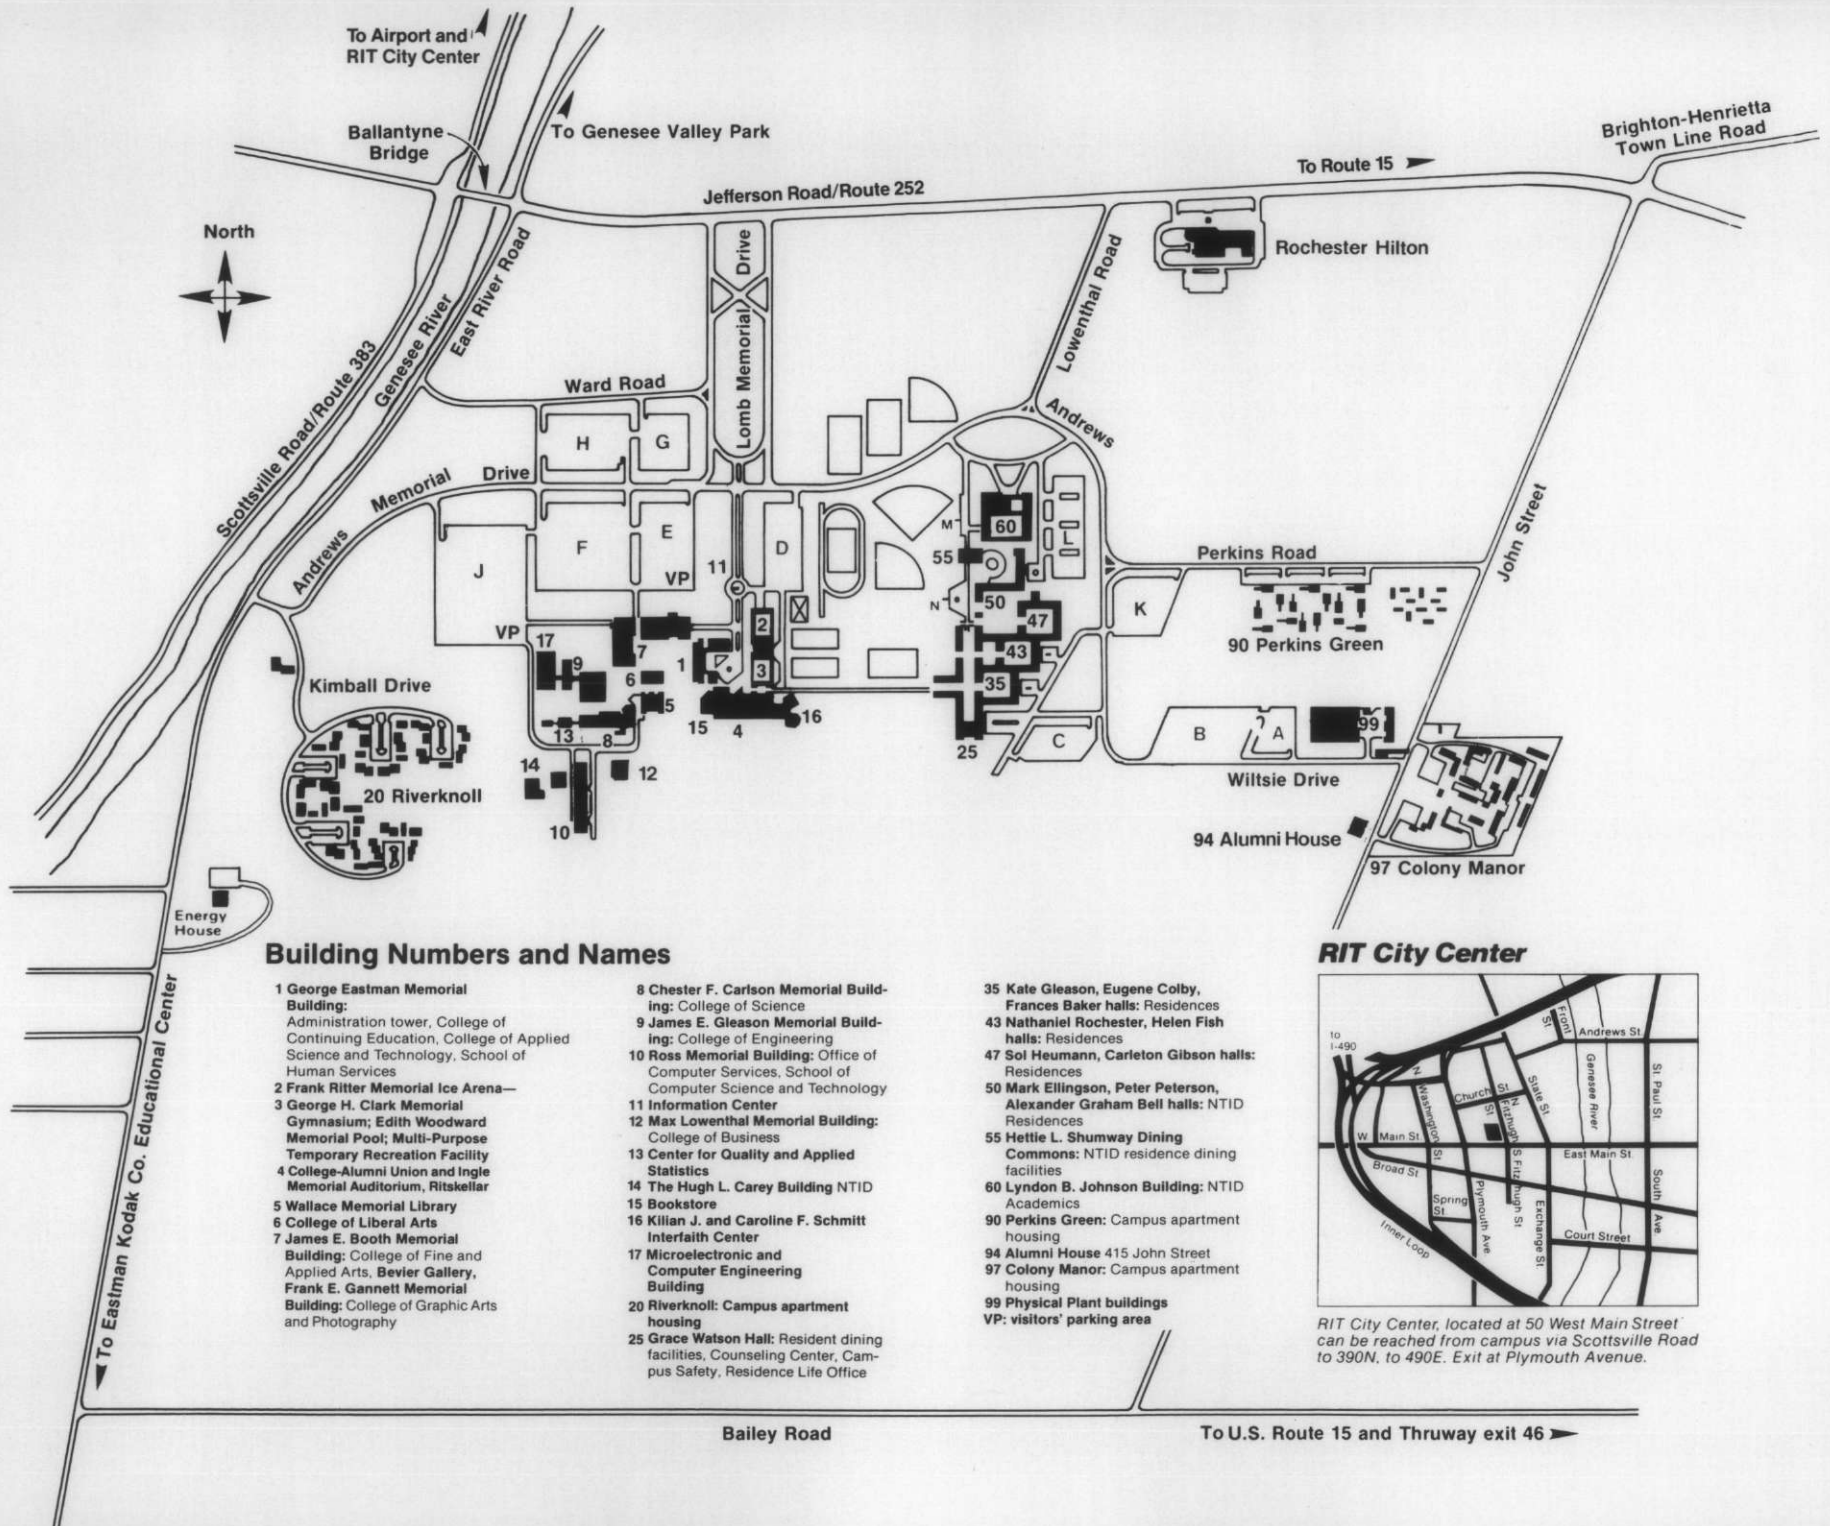 To Airport and
RIT City Center
Ballantyne
Bridge
To Genesee Valley Park
Brighton-Henrietta
Town Line Road
To Route 15
Jefferson Road/Route 252
North
Rochester Hilton
Drive
Lomb Memorial
Lowenthal Road
East River Road
Genesee River
Scottsville Road/Route 383
Ward Road
Andrews
H
G
Andrews Memorial Drive
John Street
M
60
L
E
F
D
J
VP
11
55
Perkins Road
N
50
K
2
47
VP
17
7
90 Perkins Green
9
1
43
6
3
35
Kimball Drive
5
15
4
16
13
8
25
C
B
A
99
14
12
Wiltsie Drive
20 Riverknoll
10
94 Alumni House
97 Colony Manor
Energy
House
To Eastman Kodak Co. Educational Center
Building Numbers and Names
1 George Eastman Memorial
Building:
Administration tower, College of
Continuing Education, College of Applied
Science and Technology, School of
Human Services
2 Frank Ritter Memorial Ice Arena—
3 George H. Clark Memorial
Gymnasium; Edith Woodward
Memorial Pool; Multi-Purpose
Temporary Recreation Facility
4 College-Alumni Union and Ingle
Memorial Auditorium, Ritskellar
5 Wallace Memorial Library
6 College of Liberal Arts
7 James E. Booth Memorial
Building: College of Fine and
Applied Arts, Bevier Gallery,
Frank E. Gannett Memorial
Building: College of Graphic Arts
and Photography
8 Chester F. Carlson Memorial Build-
ing: College of Science
9 James E. Gleason Memorial Build-
ing: College of Engineering
10 Ross Memorial Building: Office of
Computer Services, School of
Computer Science and Technology
11 Information Center
12 Max Lowenthal Memorial Building:
College of Business
13 Center for Quality and Applied
Statistics
14 The Hugh L. Carey Building NTID
15 Bookstore
16 Kilian J. and Caroline F. Schmitt
Interfaith Center
17 Microelectronic and
Computer Engineering
Building
20 Riverknoll: Campus apartment
housing
25 Grace Watson Hall: Resident dining
facilities, Counseling Center, Cam-
pus Safety, Residence Life Office
35 Kate Gleason, Eugene Colby,
Frances Baker halls: Residences
43 Nathaniel Rochester, Helen Fish
halls: Residences
47 Sol Heumann, Carleton Gibson halls:
Residences
50 Mark Ellingson, Peter Peterson,
Alexander Graham Bell halls: NTID
Residences
55 Hettie L. Shumway Dining
Commons: NTID residence dining
facilities
60 Lyndon B. Johnson Building: NTID
Academics
90 Perkins Green: Campus apartment
housing
94 Alumni House 415 John Street
97 Colony Manor: Campus apartment
housing
99 Physical Plant buildings
VP: visitors' parking area
RIT City Center
to
I-490
Front St
Andrews St.
Genesee River
St. Paul St.
N Washington St
Church St
State St
N Fitzhugh St
W Main St.
East Main St.
Broad St
S Fitzhugh St
South Ave.
Spring
St.
Plymouth Ave
Exchange St
Court Street
Inner Loop
RIT City Center, located at 50 West Main Street
can be reached from campus via Scottsville Road
to 390N, to 490E. Exit at Plymouth Avenue.
Bailey Road
To U.S. Route 15 and Thruway exit 46